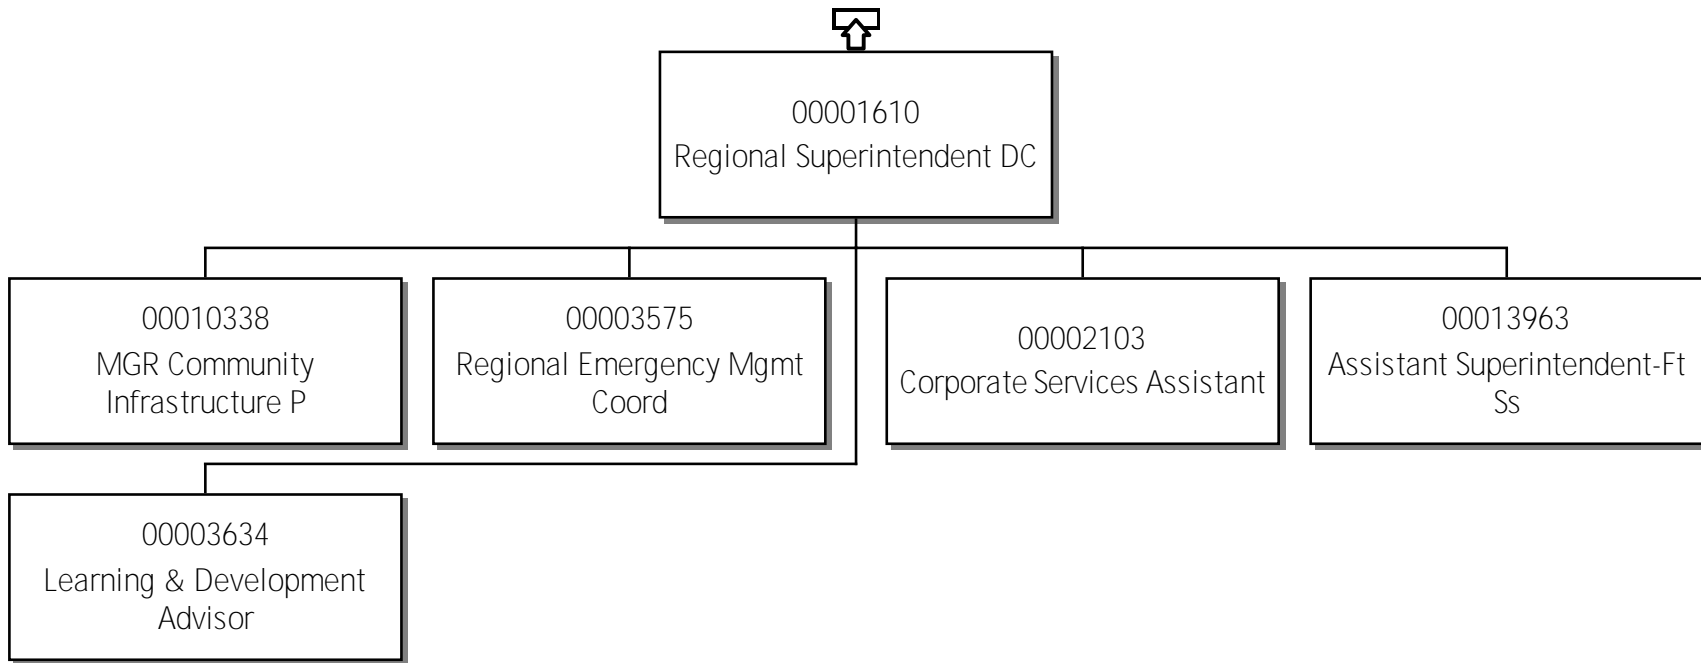 00001610
Regional Superintendent DC
00010338
MGR Community
Infrastructure P
00003575
Regional Emergency Mgmt
Coord
00002103
Corporate Services Assistant
00013963
Assistant Superintendent-Ft
Ss
00003634
Learning & Development
Advisor